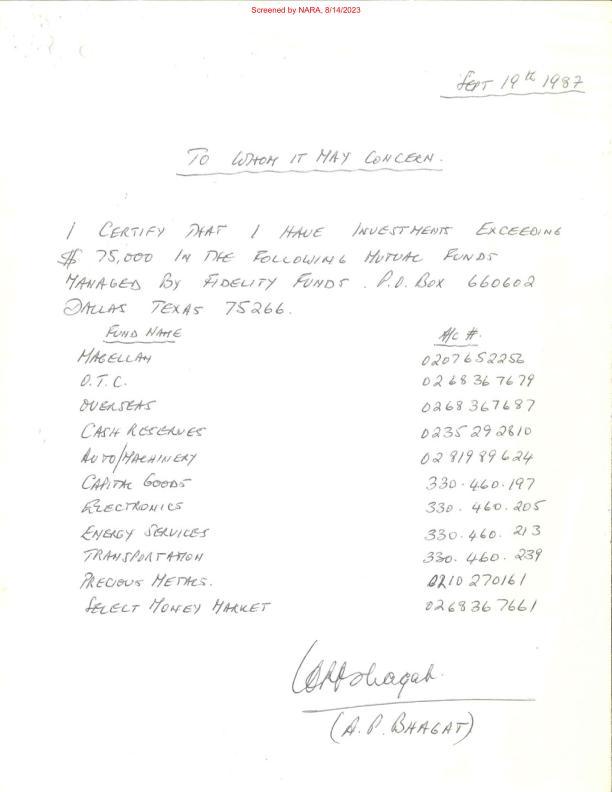 Screened by NARA, 8/14/2023
SEPT 19th 1987
TO WHOM IT MAY CONCERN.
I CERTIFY THAT I HAVE INVESTMENTS EXCEEDING
$ 75,000 IN THE FOLLOWING MUTUAL FUNDS
MANAGED BY FIDELITY FUNDS. P.O. BOX 660602
DALLAS TEXAS 75266.
FUND NAME A/C #.
MAGELLAN 0207652256
O.T.C. 0268367679
OVERSEAS 0268367687
CASH RESERVES 0235292810
AUTO/MACHINERY 0281989624
CAPITAL GOODS 330-460-197
ELECTRONICS 330. 460. 205
ENERGY SERVICES 330-460. 213
TRANSPORTATION 330. 460. 239
PRECIOUS METALS. 0210270161
SELECT MONEY MARKET 0268367661
(A.P. BHAGAT)